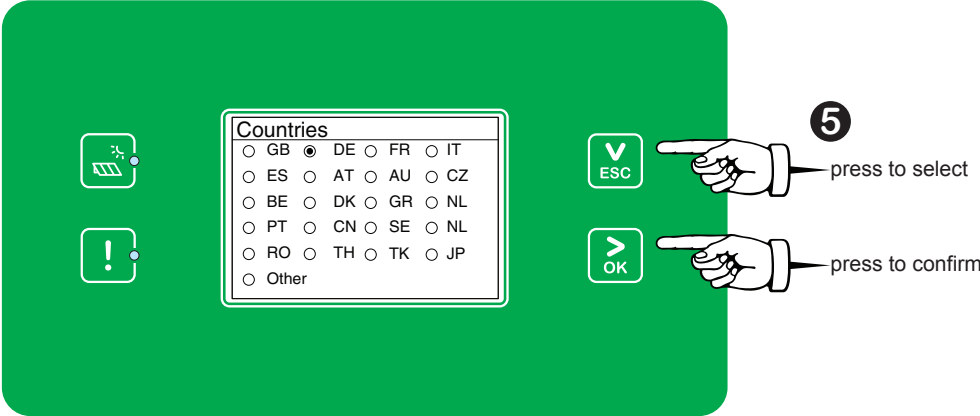 Countries
GB DE FR IT
ES AT AU CZ
BE DK GR NL
PT CN SE NL
RO TH TK JP
Other
!
V
ESC
>
OK
5
press to select
press to confirm